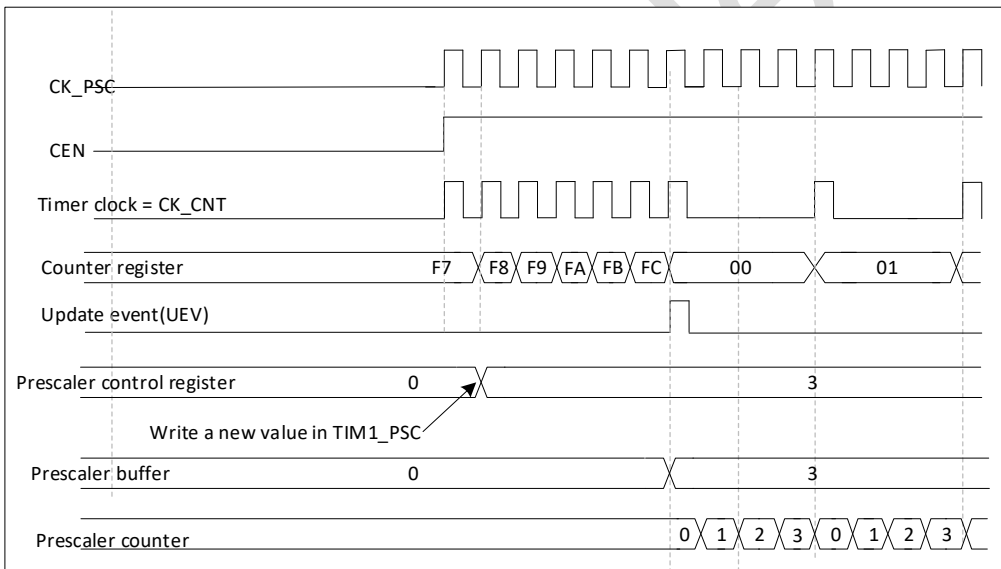 CK_PSC
CEN
Timer clock = CK_CNT
Counter register F7 F8 F9 FA FB FC 00 01
Update event(UEV)
Prescaler control register 0 3
Write a new value in TIM1_PSC
Prescaler buffer 0 3
Prescaler counter 0 1 2 3 0 1 2 3